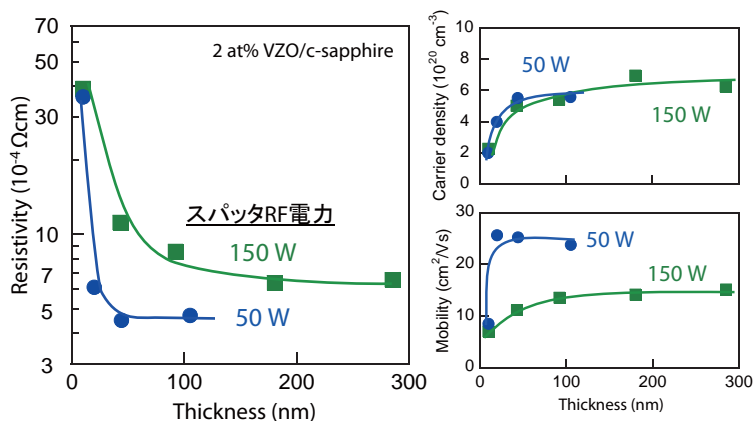 70
50
30
10
7
5
3
Resistivity (10⁻⁴ Ωcm)
2 at% VZO/c-sapphire
スパッタRF電力
150 W
50 W
0
100
200
300
Thickness (nm)
10
8
6
4
2
0
Carrier density (10²⁰ cm⁻³)
50 W
150 W
30
20
10
0
Mobility (cm²/Vs)
50 W
150 W
0
100
200
300
Thickness (nm)